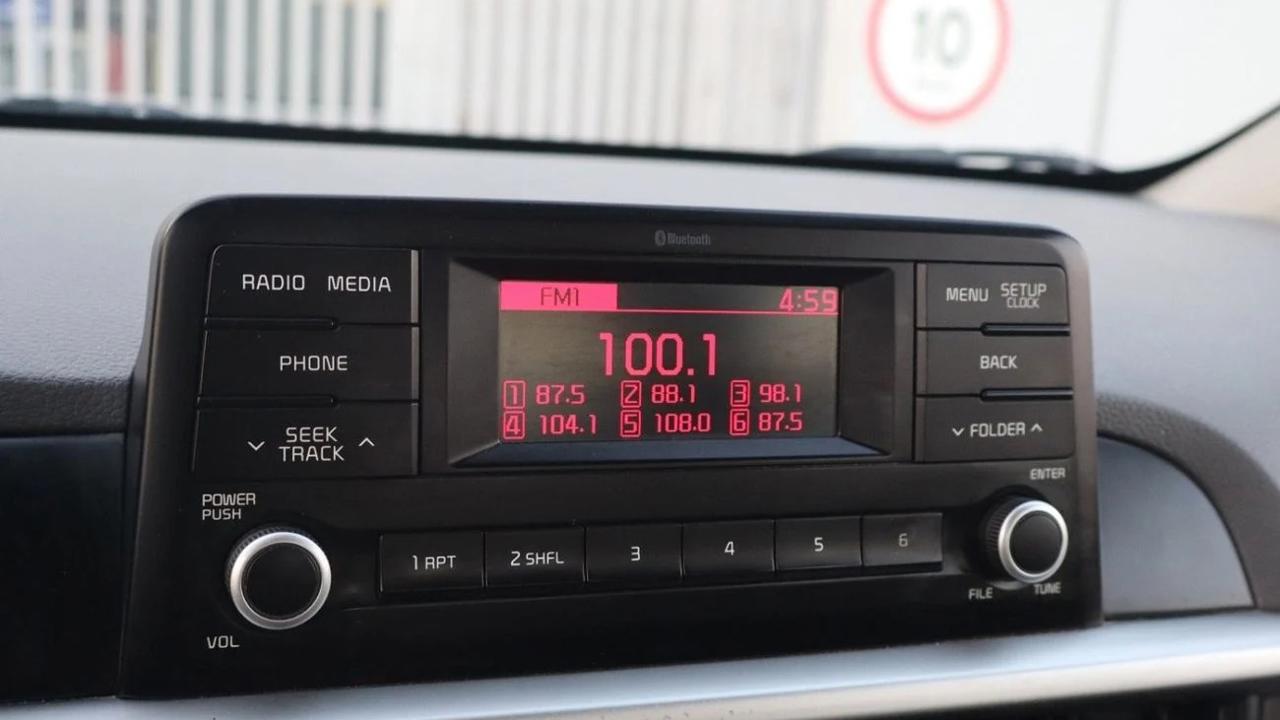 10
Bluetooth
RADIO MEDIA
PHONE
SEEK
TRACK
POWER
PUSH
VOL
FM1 4:59
100.1
1 87.5 2 88.1 3 98.1
4 104.1 5 108.0 6 87.5
MENU SETUP
CLOCK
BACK
FOLDER
ENTER
1 RPT 2 SHFL 3 4 5 6
FILE TUNE